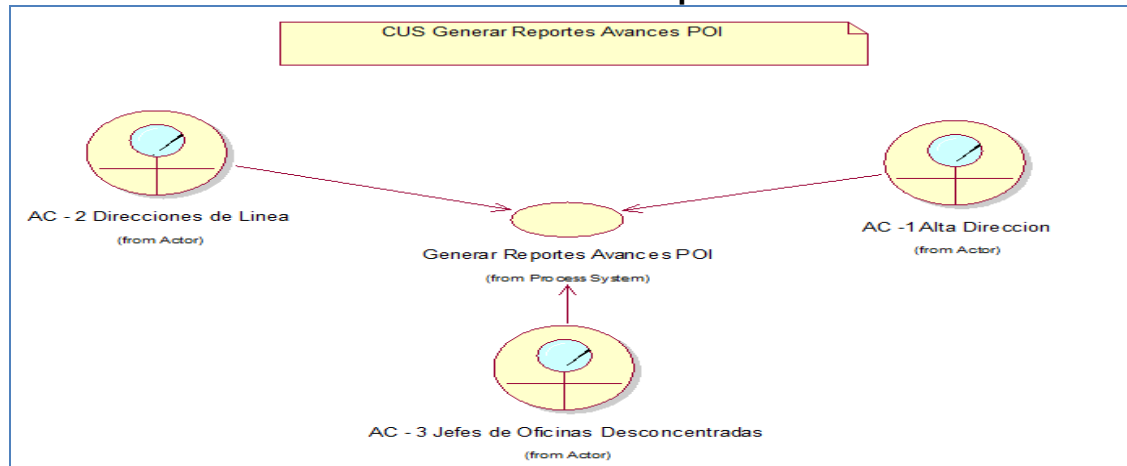 CUS Generar Reportes Avances POI
AC - 2 Direcciones de Linea
(from Actor)
AC -1 Alta Direccion
(from Actor)
Generar Reportes Avances POI
(from Process System)
AC - 3 Jefes de Oficinas Desconcentradas
(from Actor)